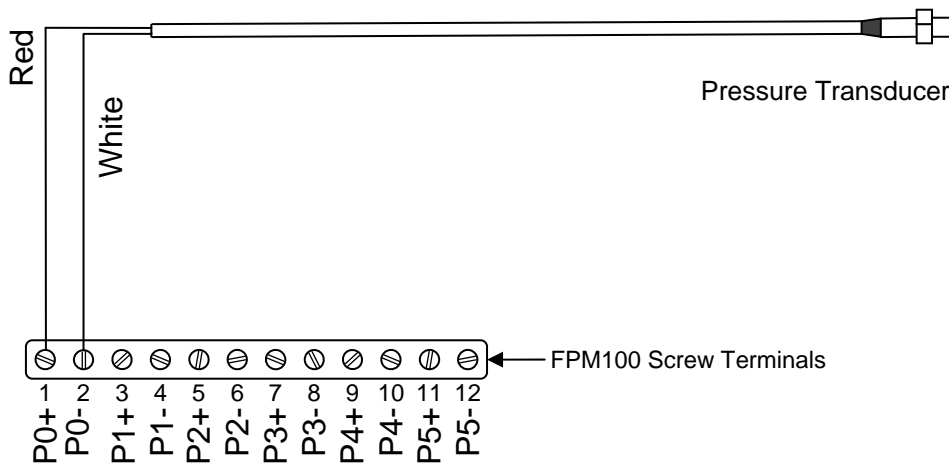 Red
White
Pressure Transducer
FPM100 Screw Terminals
1 2 3 4 5 6 7 8 9 10 11 12
P0+ P0- P1+ P1- P2+ P2- P3+ P3- P4+ P4- P5+ P5-